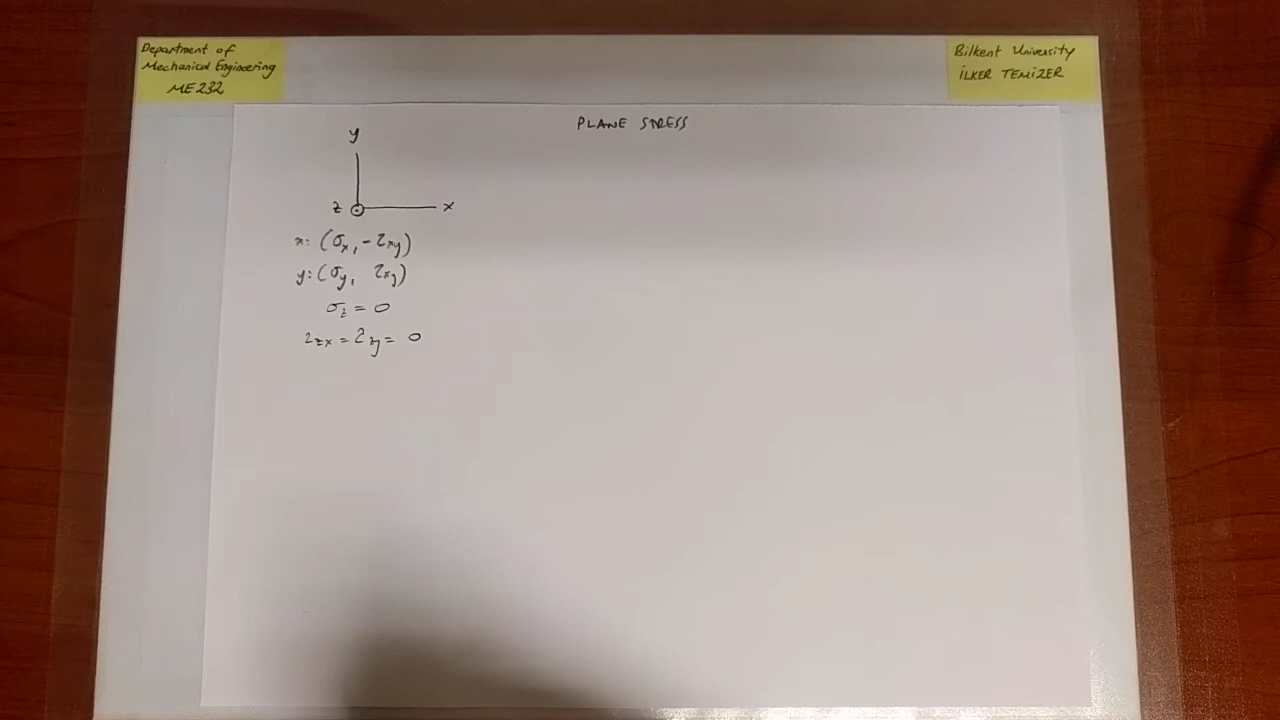 Department of
Mechanical Engineering
ME 232
Bilkent University
İLKER TEMİZER
PLANE STRESS
y
z x
x: (σx, -τxy)
y: (σy, τxy)
σz = 0
τzx = τzy = 0